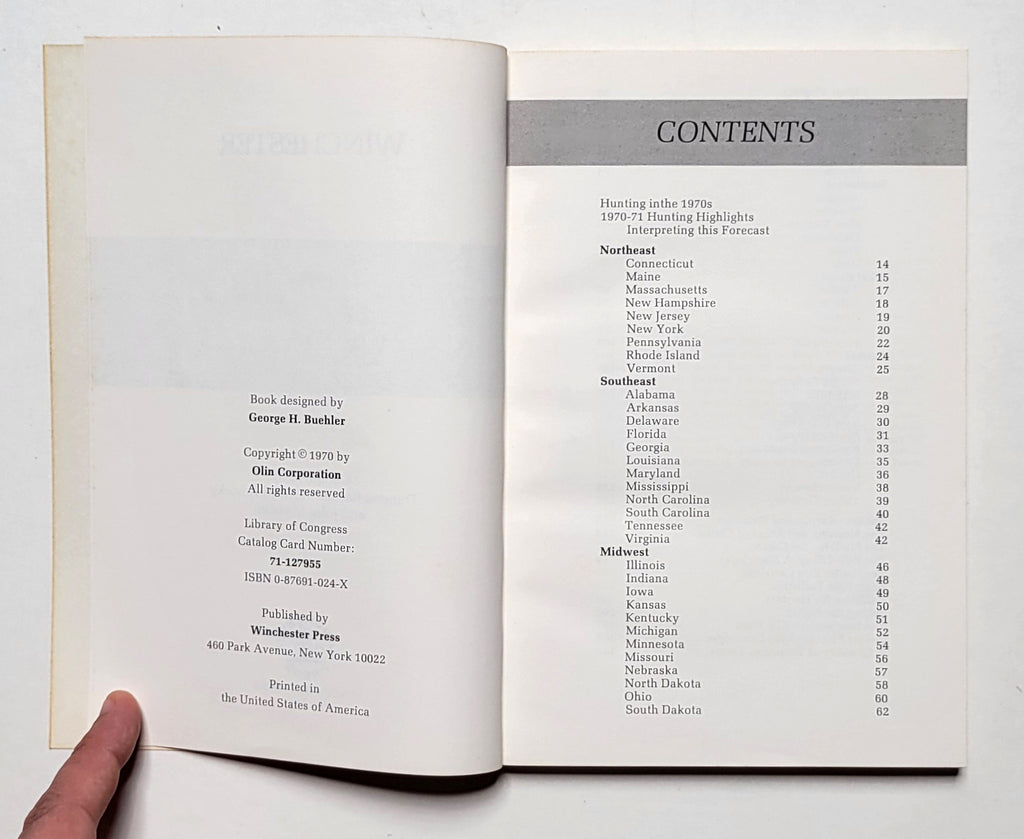 WINCHESTER
Book designed by
George H. Buehler
Copyright © 1970 by
Olin Corporation
All rights reserved
Library of Congress
Catalog Card Number:
71-127955
ISBN 0-87691-024-X
Published by
Winchester Press
460 Park Avenue, New York 10022
Printed in
the United States of America
CONTENTS
Hunting inthe 1970s
1970-71 Hunting Highlights
Interpreting this Forecast
Northeast
Connecticut 14
Maine 15
Massachusetts 17
New Hampshire 18
New Jersey 19
New York 20
Pennsylvania 22
Rhode Island 24
Vermont 25
Southeast
Alabama 28
Arkansas 29
Delaware 30
Florida 31
Georgia 33
Louisiana 35
Maryland 36
Mississippi 38
North Carolina 39
South Carolina 40
Tennessee 42
Virginia 42
Midwest
Illinois 46
Indiana 48
Iowa 49
Kansas 50
Kentucky 51
Michigan 52
Minnesota 54
Missouri 56
Nebraska 57
North Dakota 58
Ohio 60
South Dakota 62